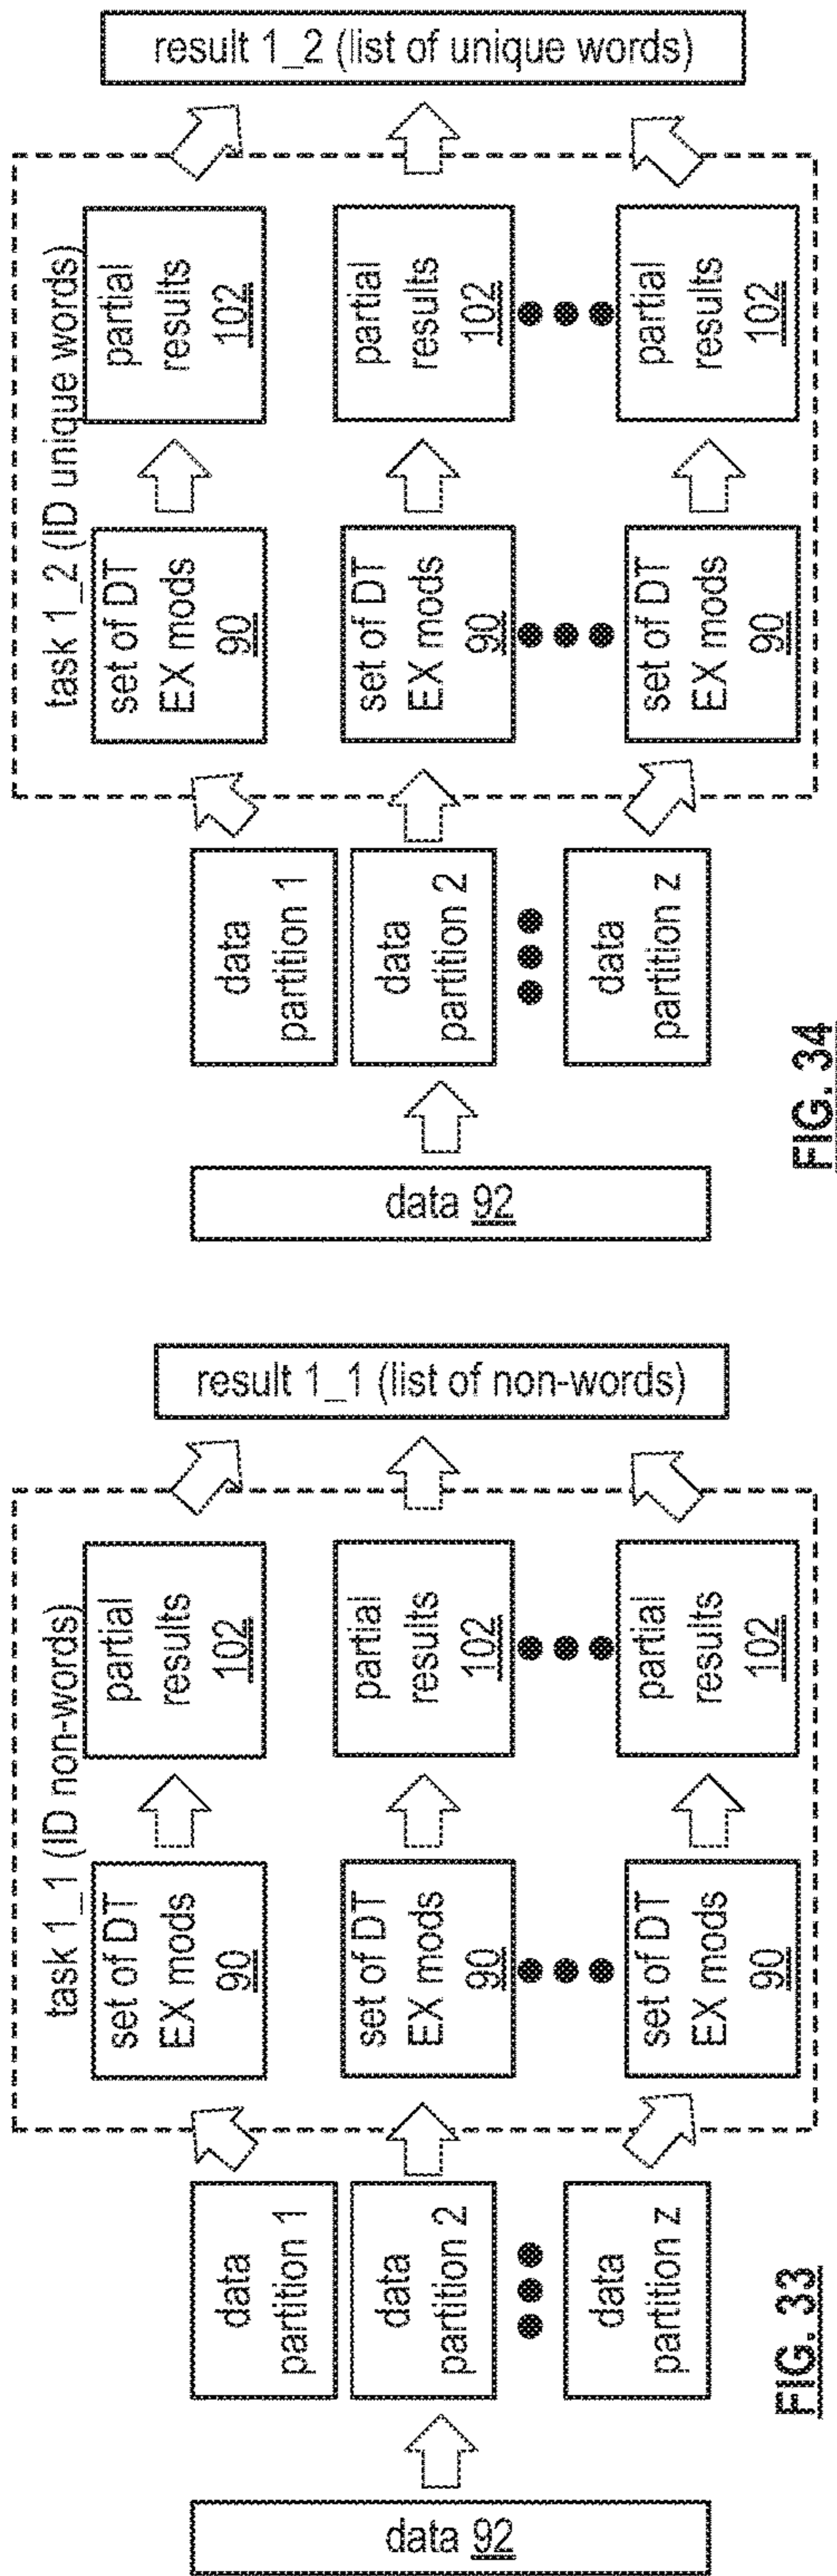 task 1_1 (ID non-words)
data 92
data
partition 1
data
partition 2
data
partition z
set of DT
EX mods
90
set of DT
EX mods
90
set of DT
EX mods
90
partial
results
102
partial
results
102
partial
results
102
result 1_1 (list of non-words)
FIG. 33
task 1_2 (ID unique words)
data 92
data
partition 1
data
partition 2
data
partition z
set of DT
EX mods
90
set of DT
EX mods
90
set of DT
EX mods
90
partial
results
102
partial
results
102
partial
results
102
result 1_2 (list of unique words)
FIG. 34